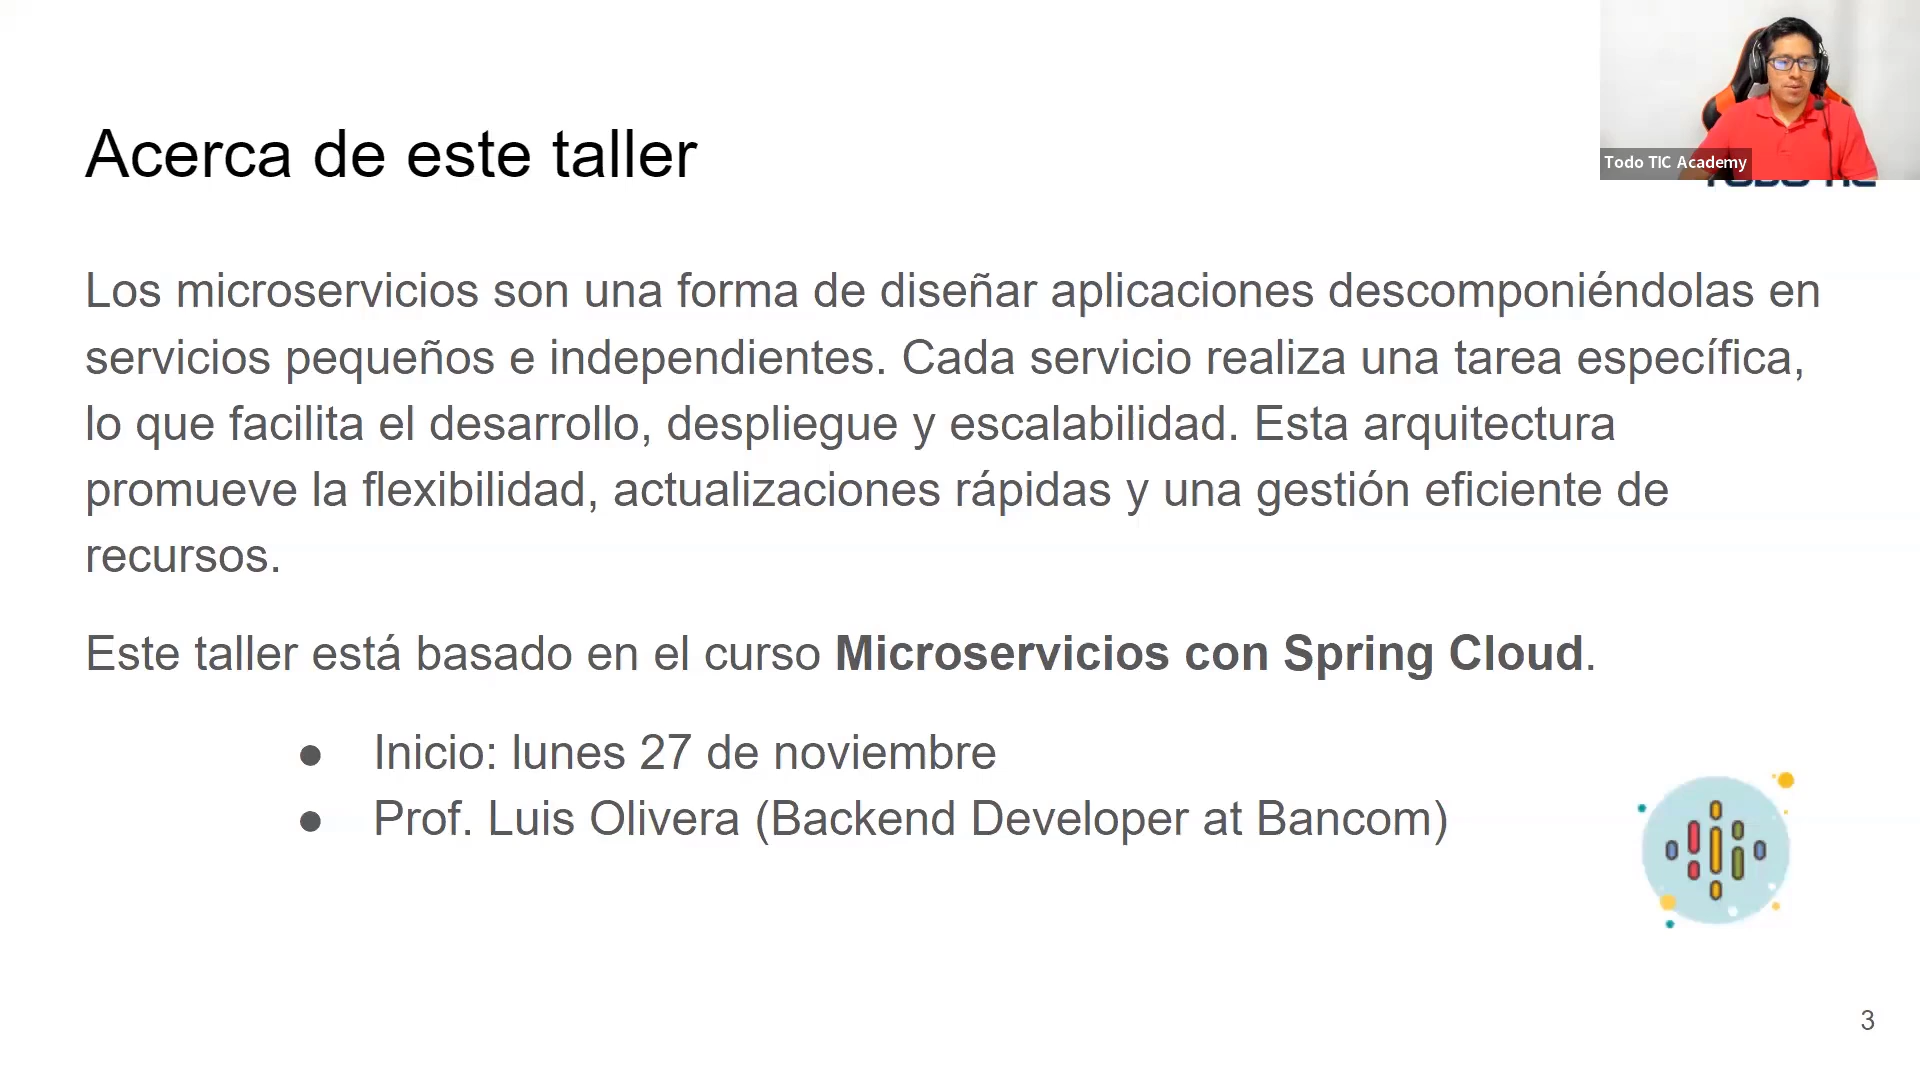 Acerca de este taller
Todo TIC Academy
TODO TIC
Los microservicios son una forma de diseñar aplicaciones descomponiéndolas en
servicios pequeños e independientes. Cada servicio realiza una tarea específica,
lo que facilita el desarrollo, despliegue y escalabilidad. Esta arquitectura
promueve la flexibilidad, actualizaciones rápidas y una gestión eficiente de
recursos.
Este taller está basado en el curso Microservicios con Spring Cloud.
● Inicio: lunes 27 de noviembre
● Prof. Luis Olivera (Backend Developer at Bancom)
3